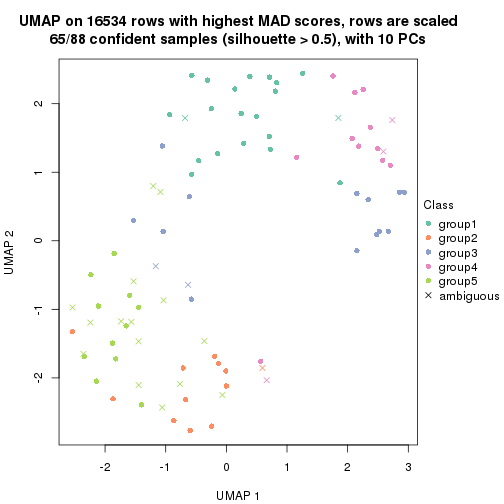 UMAP on 16534 rows with highest MAD scores, rows are scaled
65/88 confident samples (silhouette > 0.5), with 10 PCs
UMAP 2
2
1
0
-1
-2
-2
-1
0
1
2
3
UMAP 1
Class
group1
group2
group3
group4
group5
ambiguous